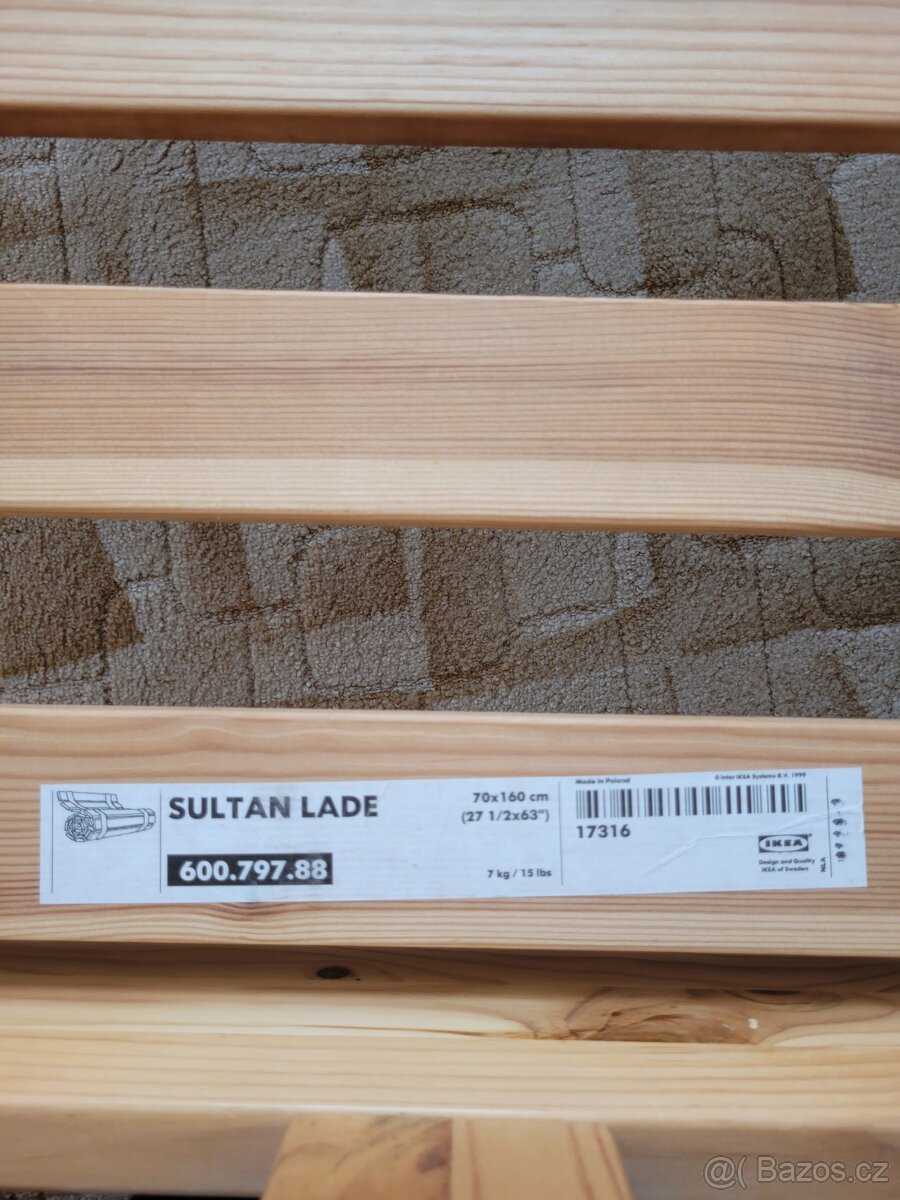 SULTAN LADE
600.797.88
70x160 cm
(27 1/2x63")
7 kg / 15 lbs
Made in Poland
© Inter IKEA Systems B.V. 1999
17316
IKEA
Design and Quality
IKEA of Sweden
NLA
@( Bazos.cz